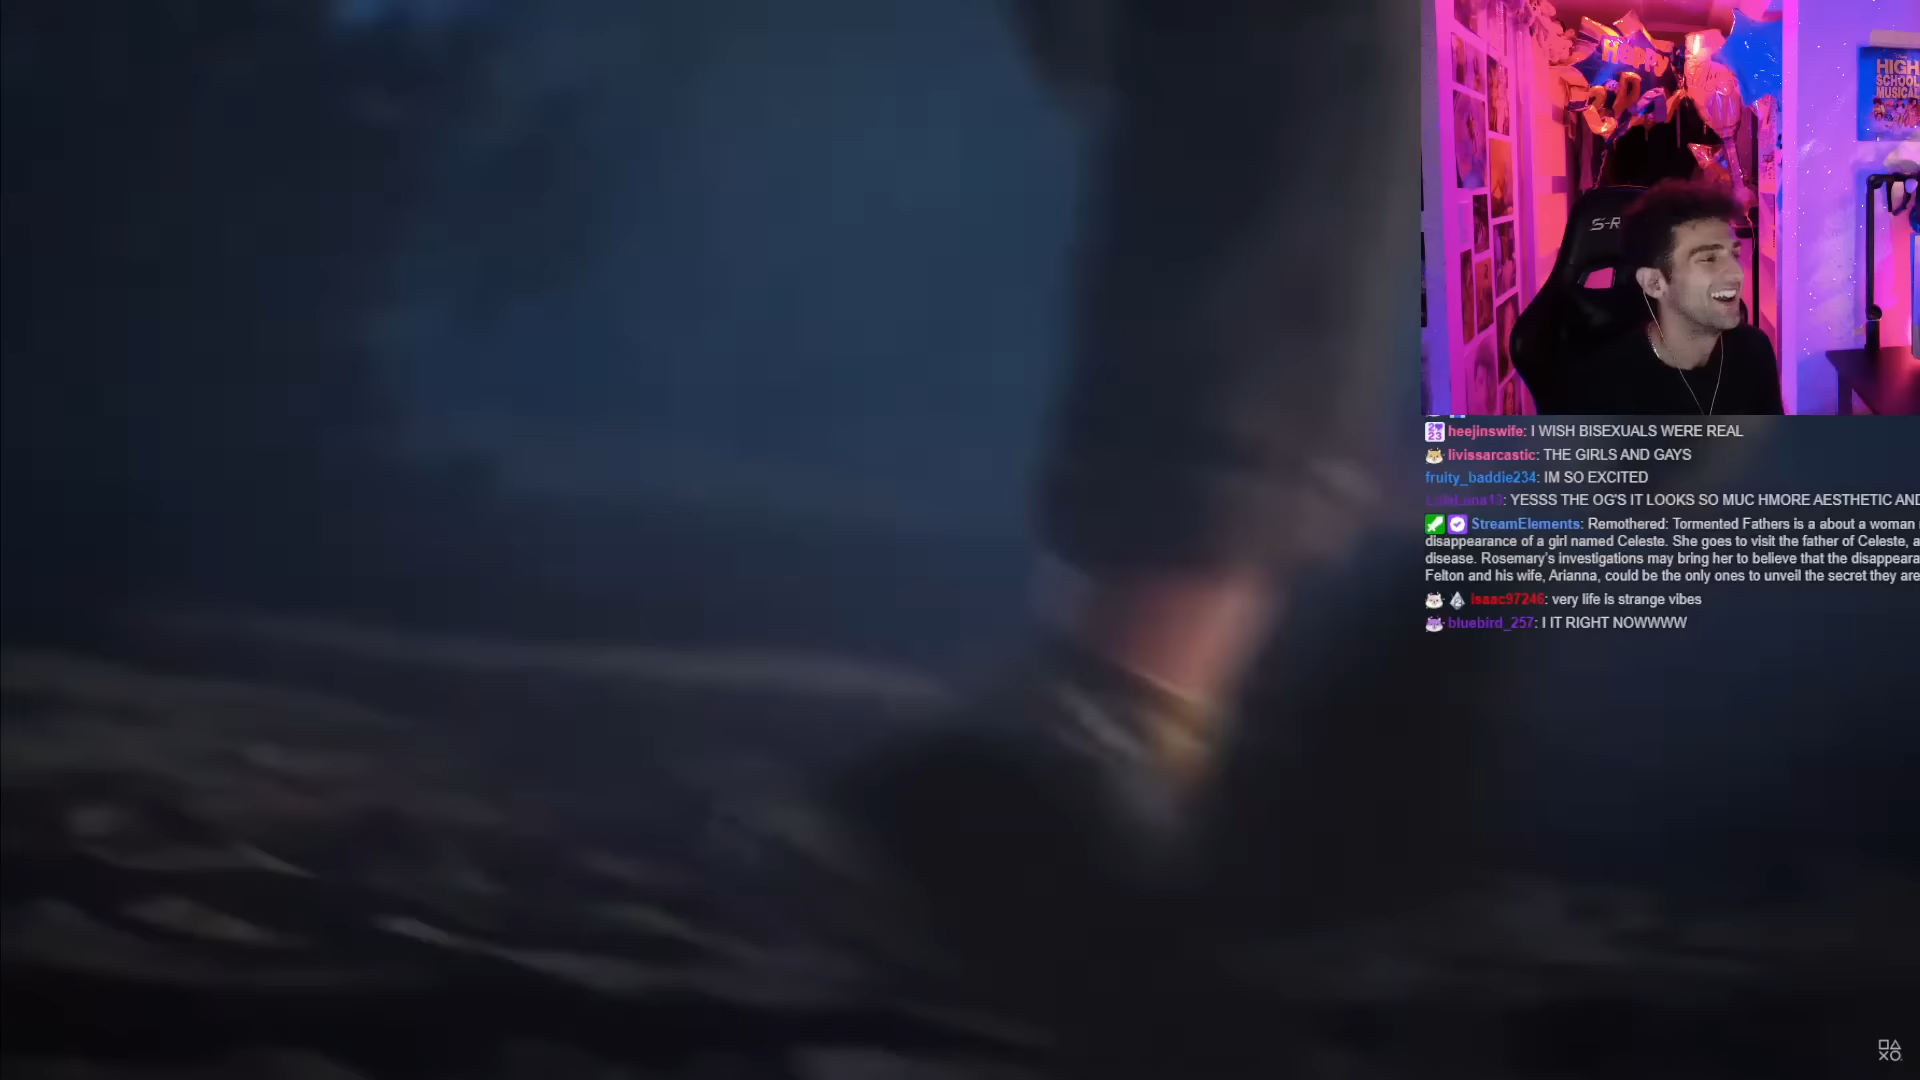 Happy
HIGH
SCHOOL
MUSICAL
S-R
heejinswife: I WISH BISEXUALS WERE REAL
livissarcastic: THE GIRLS AND GAYS
fruity_baddie234: IM SO EXCITED
: YESSS THE OG'S IT LOOKS SO MUC HMORE AESTHETIC AND
StreamElements: Remothered: Tormented Fathers is a about a woman
disappearance of a girl named Celeste. She goes to visit the father of Celeste, a
disease. Rosemary's investigations may bring her to believe that the disappeara
Felton and his wife, Arianna, could be the only ones to unveil the secret they are
isaac97246: very life is strange vibes
bluebird_257: I IT RIGHT NOWWWW